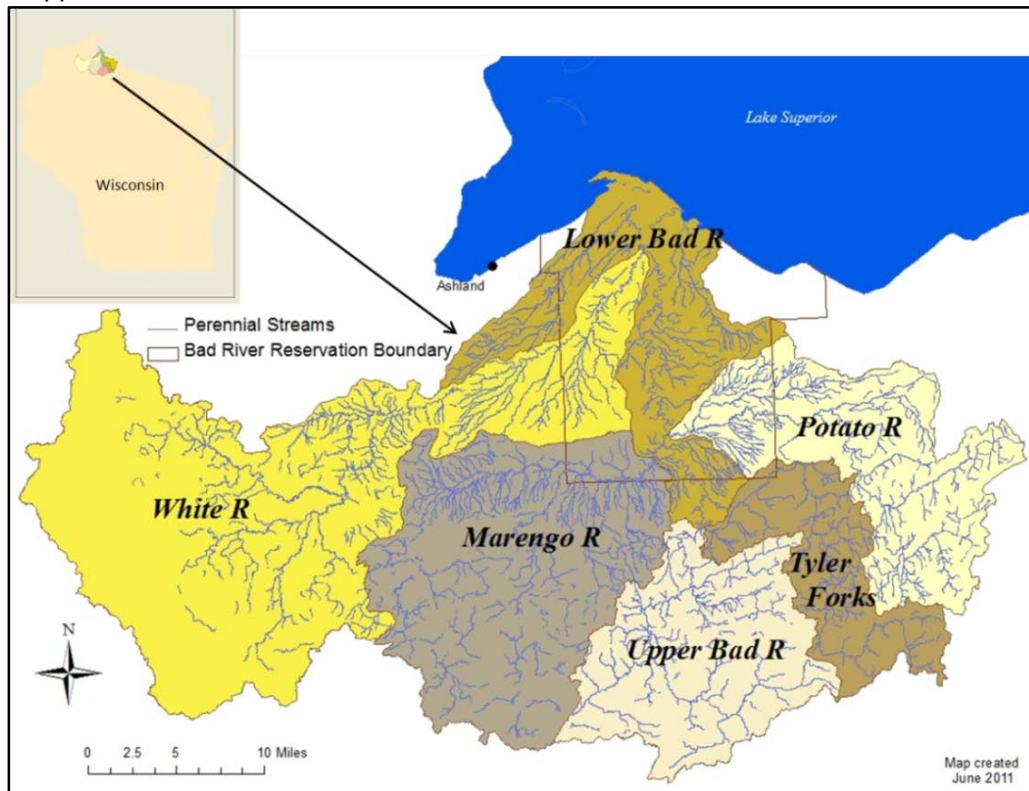 Wisconsin
Lake Superior
Lower Bad R
Ashland
Perennial Streams
Bad River Reservation Boundary
Potato R
White R
Marengo R
Tyler
Forks
Upper Bad R
N
0 2.5 5 10 Miles
Map created
June 2011